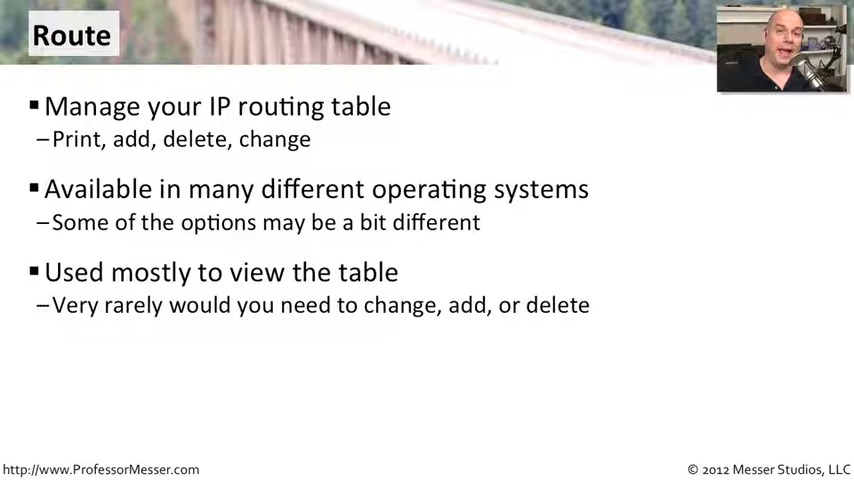 Route
▪ Manage your IP routing table
–Print, add, delete, change
▪ Available in many different operating systems
–Some of the options may be a bit different
▪ Used mostly to view the table
–Very rarely would you need to change, add, or delete
http://www.ProfessorMesser.com
© 2012 Messer Studios, LLC